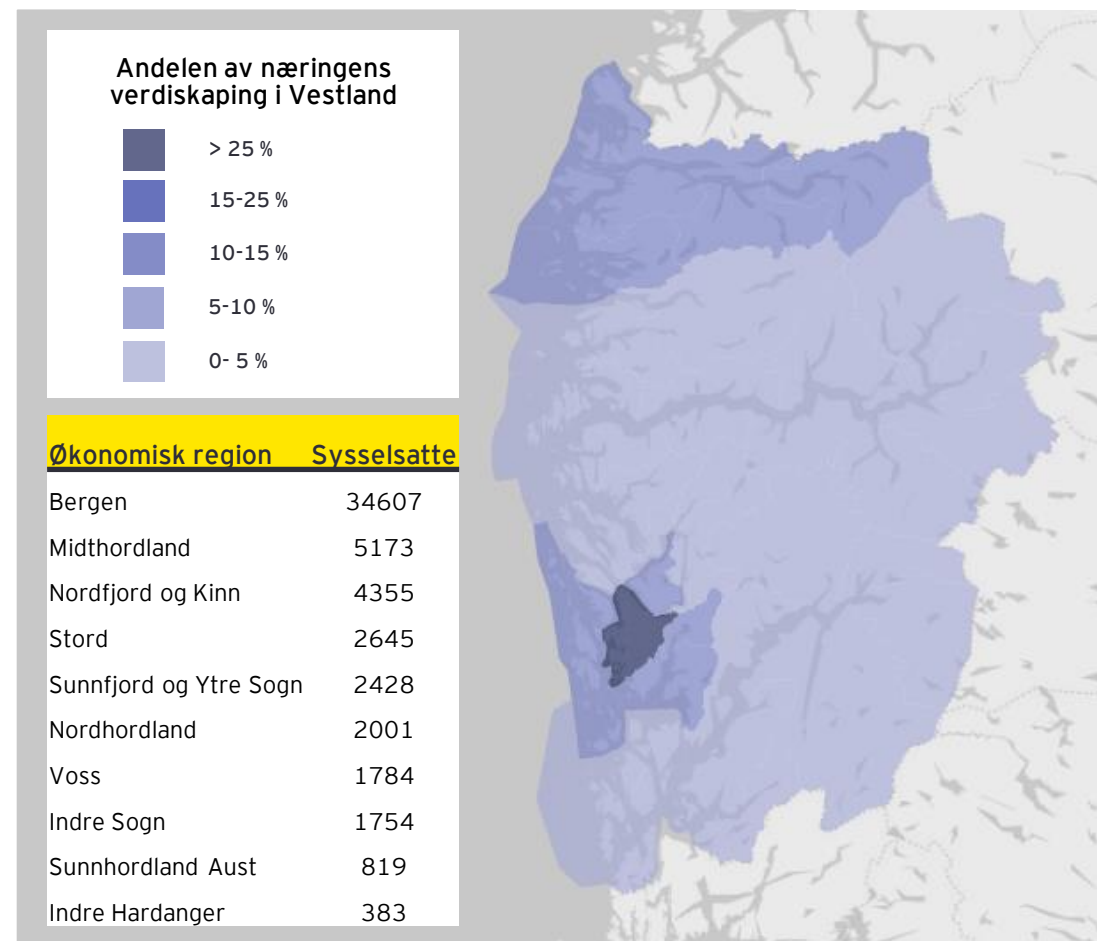 Andelen av næringens
verdiskaping i Vestland
> 25 %
15-25 %
10-15 %
5-10 %
0- 5 %
Økonomisk region Sysselsatte
Bergen 34607
Midthordland 5173
Nordfjord og Kinn 4355
Stord 2645
Sunnfjord og Ytre Sogn 2428
Nordhordland 2001
Voss 1784
Indre Sogn 1754
Sunnhordland Aust 819
Indre Hardanger 383